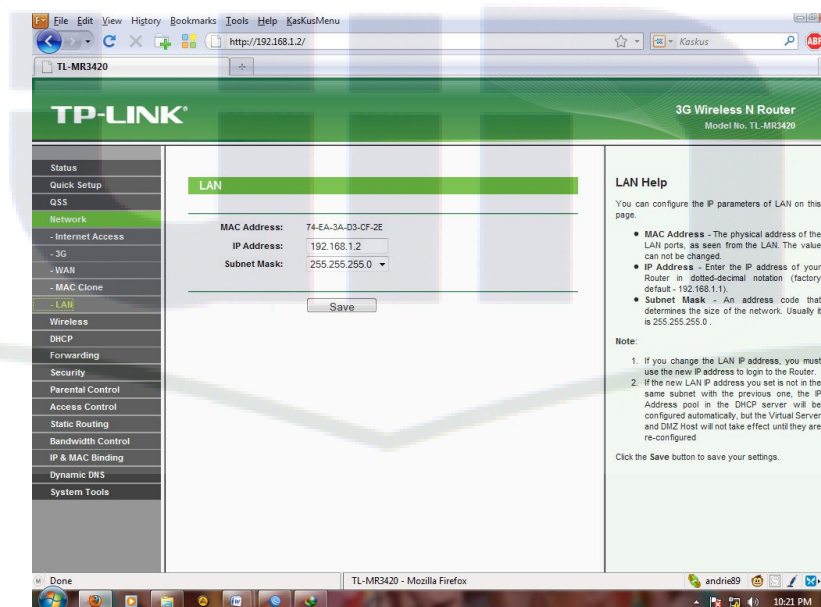 File Edit View History Bookmarks Tools Help KasKusMenu
http://192.168.1.2/
Kaskus
ABP
TL-MR3420
TP-LINK®
3G Wireless N Router
Model No. TL-MR3420
Status
Quick Setup
QSS
Network
- Internet Access
- 3G
- WAN
- MAC Clone
- LAN
Wireless
DHCP
Forwarding
Security
Parental Control
Access Control
Static Routing
Bandwidth Control
IP & MAC Binding
Dynamic DNS
System Tools
LAN
MAC Address: 74-EA-3A-D3-CF-2E
IP Address: 192.168.1.2
Subnet Mask: 255.255.255.0
Save
LAN Help
You can configure the IP parameters of LAN on this
page.
MAC Address - The physical address of the
LAN ports, as seen from the LAN. The value
can not be changed.
IP Address - Enter the IP address of your
Router in dotted-decimal notation (factory
default - 192.168.1.1).
Subnet Mask - An address code that
determines the size of the network. Usually it
is 255.255.255.0 .
Note:
1. If you change the LAN IP address, you must
use the new IP address to login to the Router.
2. If the new LAN IP address you set is not in the
same subnet with the previous one, the IP
Address pool in the DHCP server will be
configured automatically, but the Virtual Server
and DMZ Host will not take effect until they are
re-configured
Click the Save button to save your settings.
Done
TL-MR3420 - Mozilla Firefox
andrie89
10:21 PM